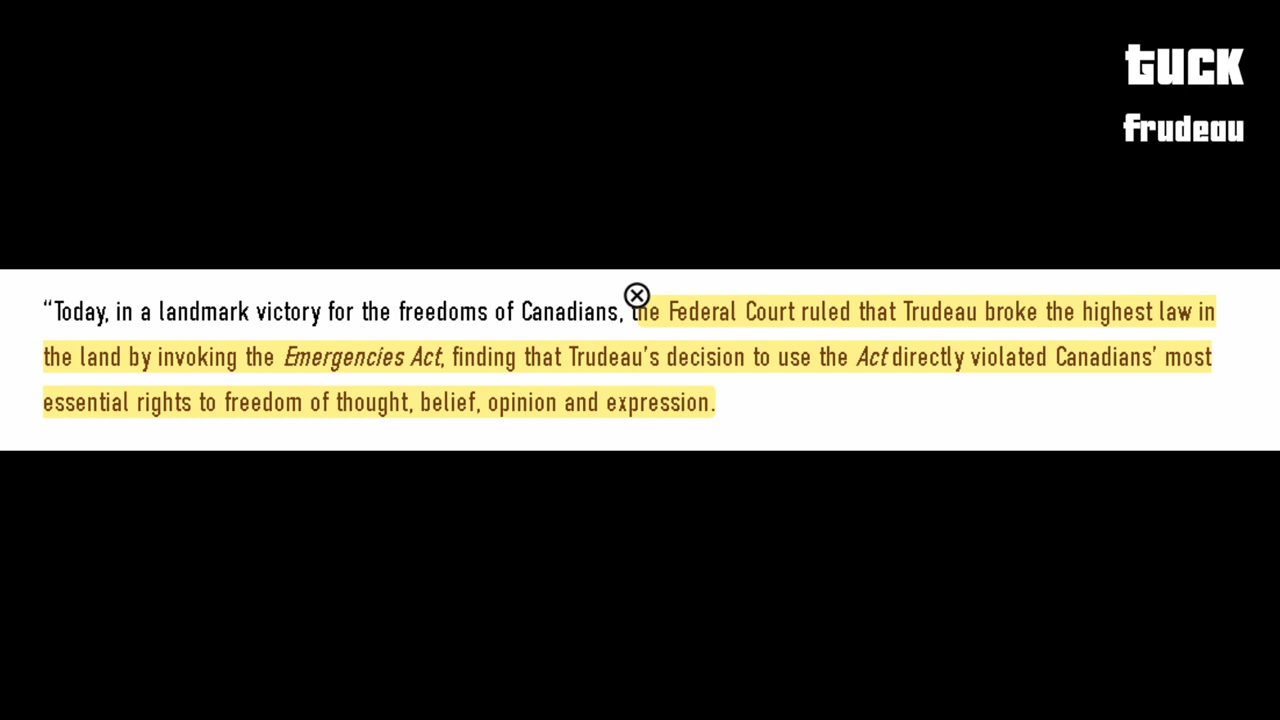 tuck
frudeau
“Today, in a landmark victory for the freedoms of Canadians, the Federal Court ruled that Trudeau broke the highest law in
the land by invoking the Emergencies Act, finding that Trudeau’s decision to use the Act directly violated Canadians’ most
essential rights to freedom of thought, belief, opinion and expression.